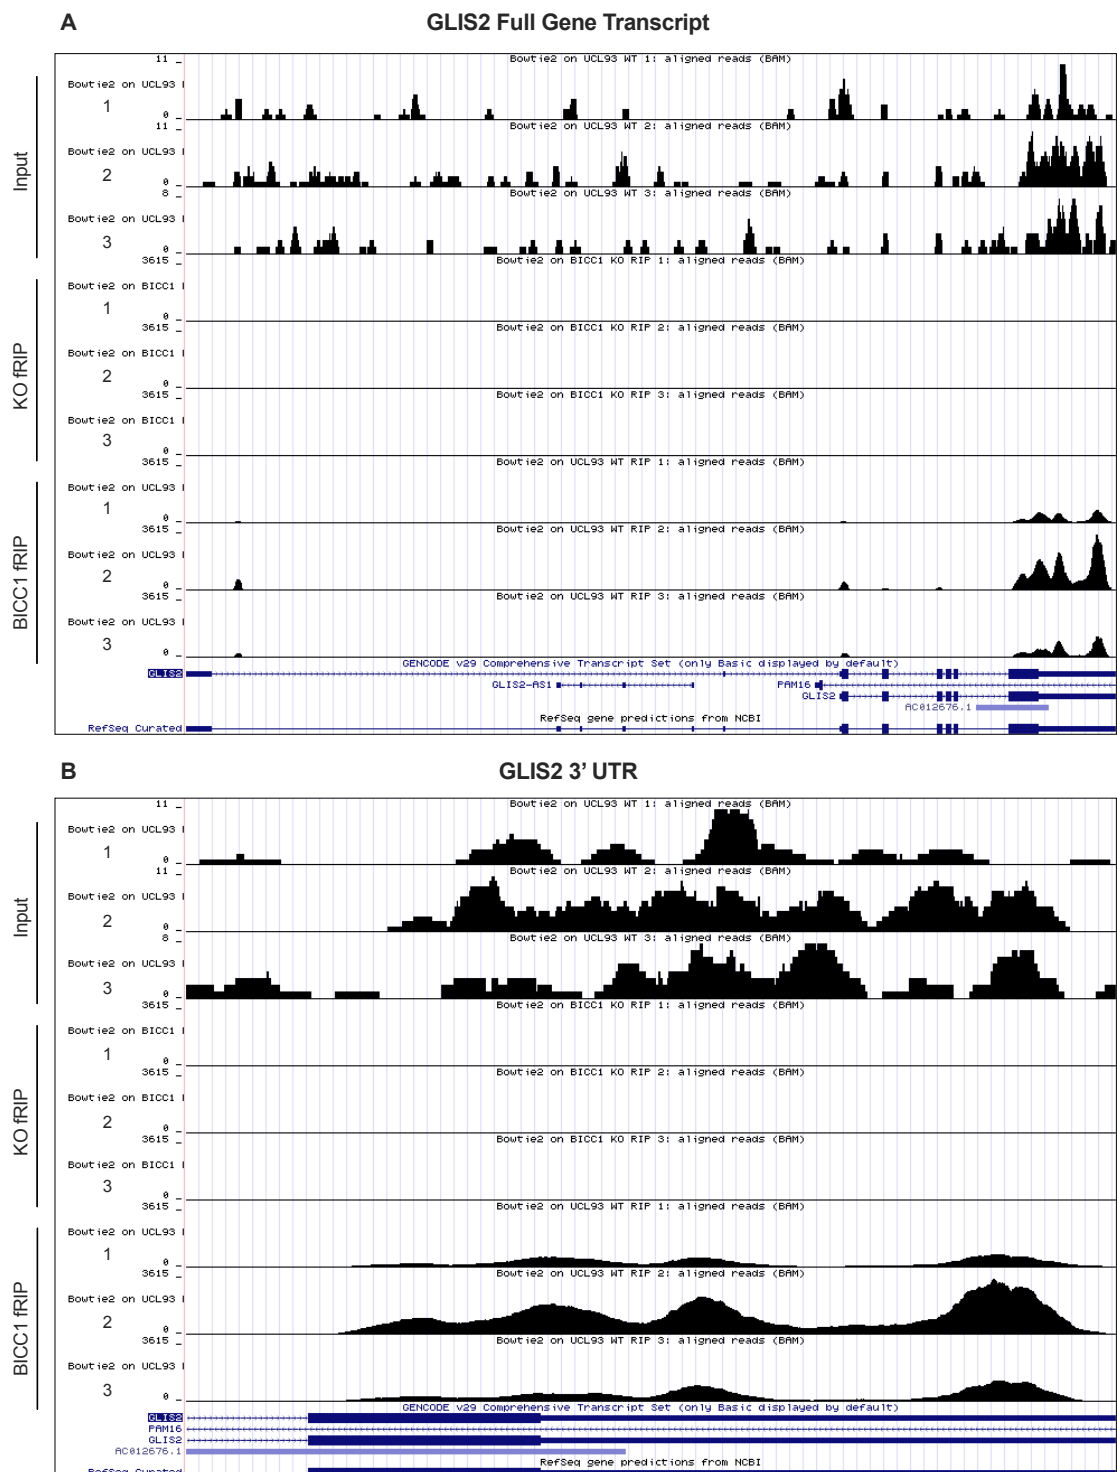 A GLIS2 Full Gene Transcript
Input
11
Bowtie2 on UCL93 WT 1: aligned reads (BAM)
Bowtie2 on UCL93
1
0
11
Bowtie2 on UCL93 WT 2: aligned reads (BAM)
Bowtie2 on UCL93
2
0
8
Bowtie2 on UCL93 WT 3: aligned reads (BAM)
Bowtie2 on UCL93
3
0
KO fRIP
3615
Bowtie2 on BICC1 KO RIP 1: aligned reads (BAM)
Bowtie2 on BICC1
1
0
3615
Bowtie2 on BICC1 KO RIP 2: aligned reads (BAM)
Bowtie2 on BICC1
2
0
3615
Bowtie2 on BICC1 KO RIP 3: aligned reads (BAM)
Bowtie2 on BICC1
3
0
BICC1 fRIP
3615
Bowtie2 on UCL93 WT RIP 1: aligned reads (BAM)
Bowtie2 on UCL93
1
0
3615
Bowtie2 on UCL93 WT RIP 2: aligned reads (BAM)
Bowtie2 on UCL93
2
0
3615
Bowtie2 on UCL93 WT RIP 3: aligned reads (BAM)
Bowtie2 on UCL93
3
0
GENCODE v29 Comprehensive Transcript Set (only Basic displayed by default)
GLIS2
GLIS2-AS1
PAM16
GLIS2
AC012676.1
RefSeq gene predictions from NCBI
RefSeq Curated
B GLIS2 3' UTR
Input
11
Bowtie2 on UCL93 WT 1: aligned reads (BAM)
Bowtie2 on UCL93
1
0
11
Bowtie2 on UCL93 WT 2: aligned reads (BAM)
Bowtie2 on UCL93
2
0
8
Bowtie2 on UCL93 WT 3: aligned reads (BAM)
Bowtie2 on UCL93
3
0
KO fRIP
3615
Bowtie2 on BICC1 KO RIP 1: aligned reads (BAM)
Bowtie2 on BICC1
1
0
3615
Bowtie2 on BICC1 KO RIP 2: aligned reads (BAM)
Bowtie2 on BICC1
2
0
3615
Bowtie2 on BICC1 KO RIP 3: aligned reads (BAM)
Bowtie2 on BICC1
3
0
BICC1 fRIP
3615
Bowtie2 on UCL93 WT RIP 1: aligned reads (BAM)
Bowtie2 on UCL93
1
0
3615
Bowtie2 on UCL93 WT RIP 2: aligned reads (BAM)
Bowtie2 on UCL93
2
0
3615
Bowtie2 on UCL93 WT RIP 3: aligned reads (BAM)
Bowtie2 on UCL93
3
0
GENCODE v29 Comprehensive Transcript Set (only Basic displayed by default)
GLIS2
PAM16
GLIS2
AC012676.1
RefSeq gene predictions from NCBI
RefSeq Curated